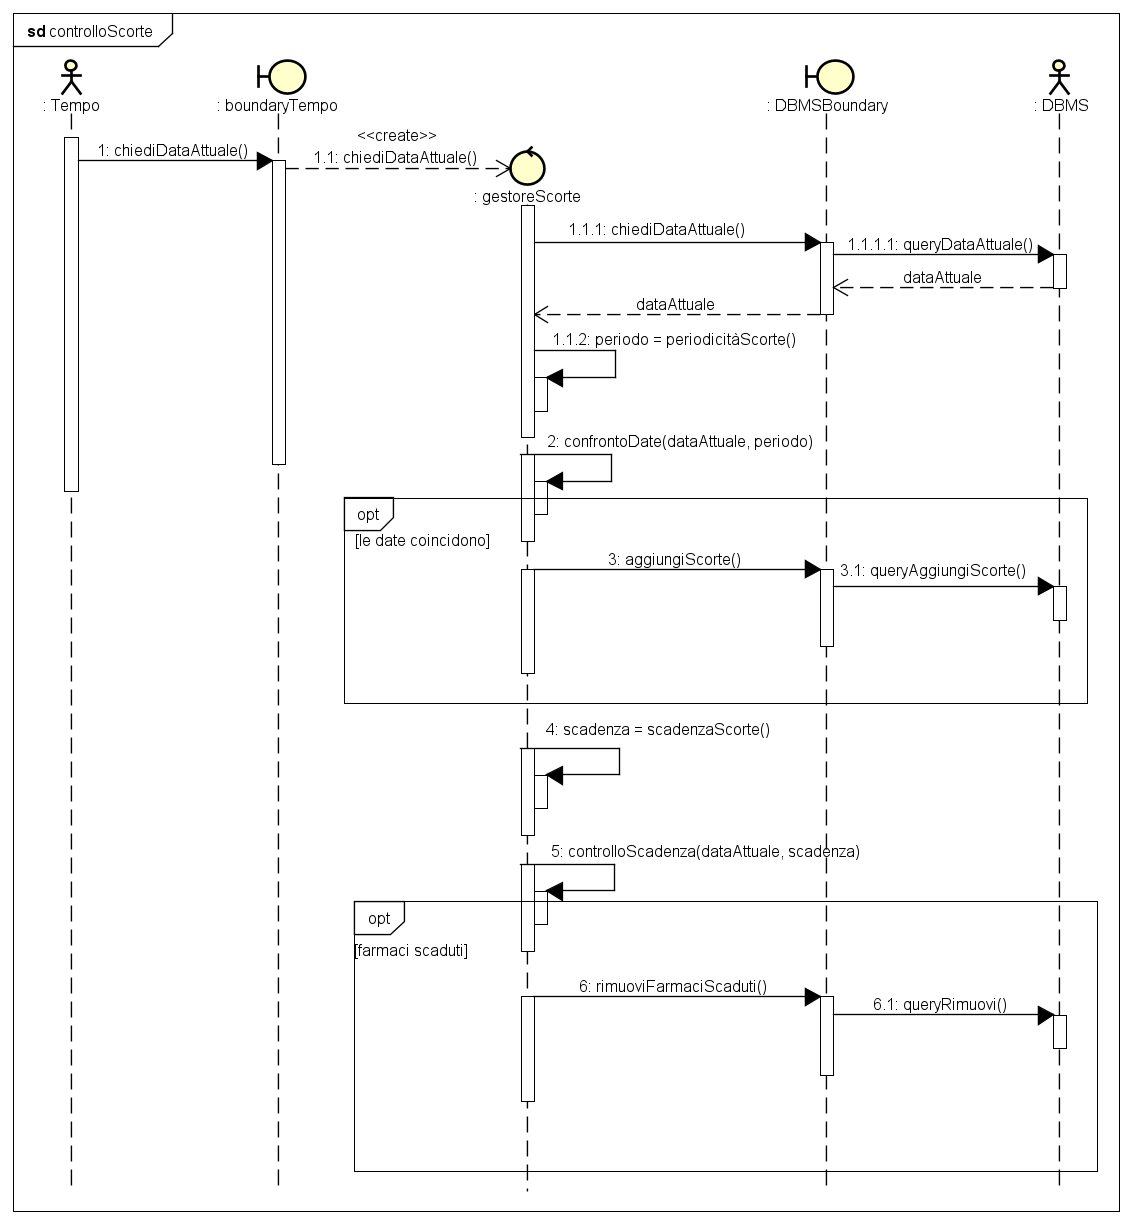 sd controlloScorte
: Tempo
: boundaryTempo
: DBMSBoundary
: DBMS
<<create>>
1: chiediDataAttuale()
1.1: chiediDataAttuale()
: gestoreScorte
1.1.1: chiediDataAttuale()
1.1.1.1: queryDataAttuale()
dataAttuale
dataAttuale
1.1.2: periodo = periodicitàScorte()
2: confrontoDate(dataAttuale, periodo)
opt
[le date coincidono]
3: aggiungiScorte()
3.1: queryAggiungiScorte()
4: scadenza = scadenzaScorte()
5: controlloScadenza(dataAttuale, scadenza)
opt
[farmaci scaduti]
6: rimuoviFarmaciScaduti()
6.1: queryRimuovi()